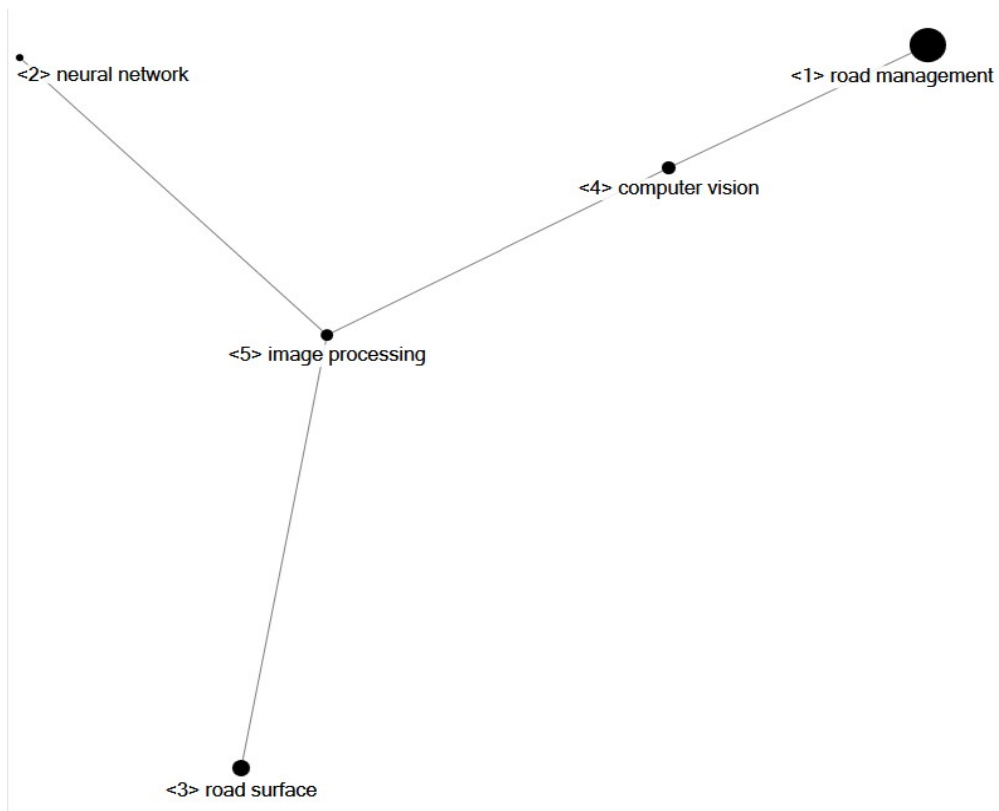 <2> neural network
<1> road management
<4> computer vision
<5> image processing
<3> road surface